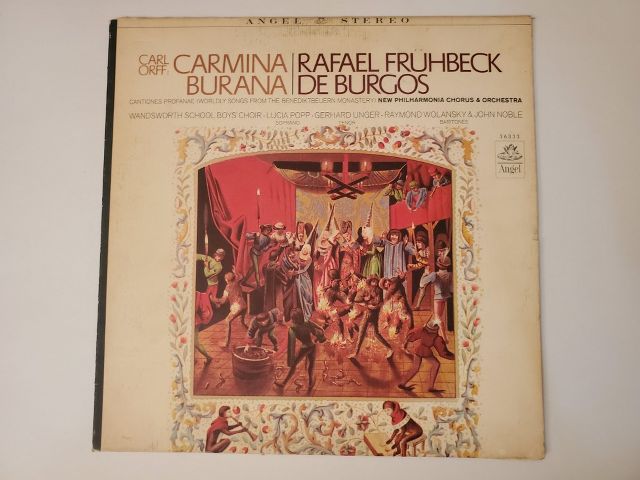 ANGEL STEREO
CARL ORFF: CARMINA BURANA
RAFAEL FRÜHBECK DE BURGOS
CANTIONES PROFANAE (WORLDLY SONGS FROM THE BENEDIKTBEUERN MONASTERY) NEW PHILHARMONIA CHORUS & ORCHESTRA
WANDSWORTH SCHOOL BOYS' CHOIR • LUCIA POPP • GERHARD UNGER • RAYMOND WOLANSKY & JOHN NOBLE
SOPRANO TENOR BARITONES
36333
Angel